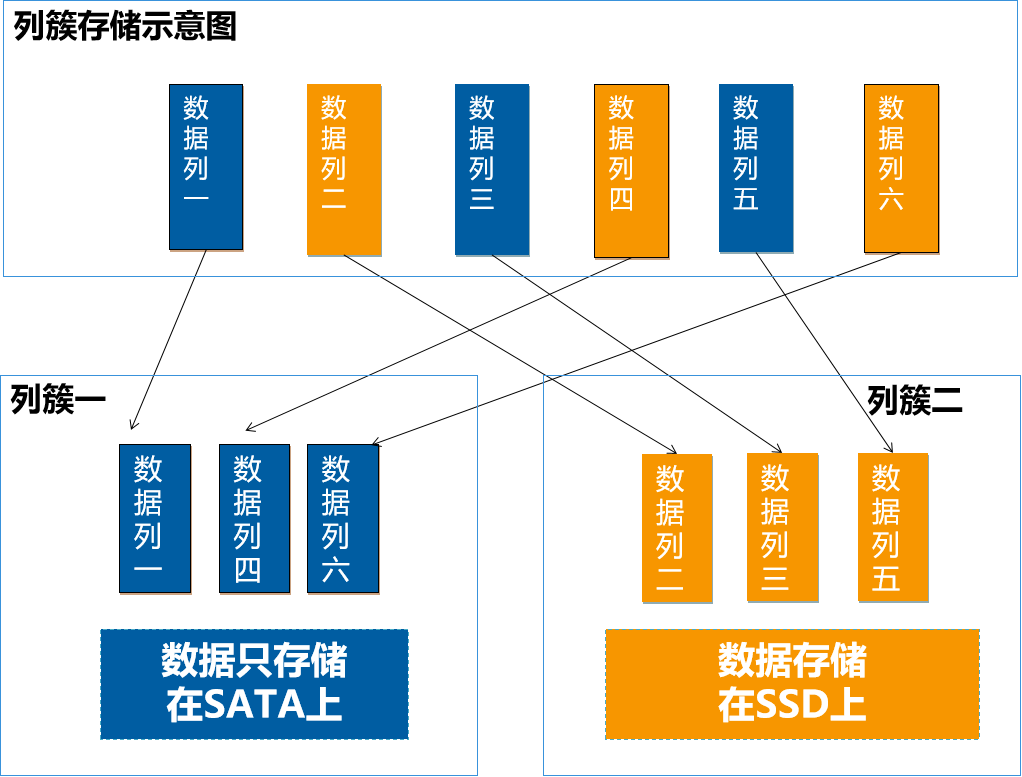 列簇存储示意图
数据列一
数据列二
数据列三
数据列四
数据列五
数据列六
列簇一
数据列一
数据列四
数据列六
数据只存储
在SATA上
列簇二
数据列二
数据列三
数据列五
数据存储
在SSD上